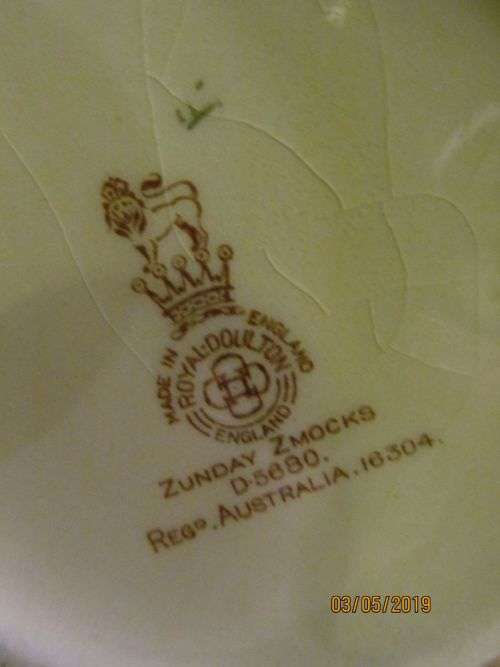 MADE IN ENGLAND
ROYAL·DOULTON
ENGLAND
ZUNDAY ZMOCKS
D·5680.
REGD. AUSTRALIA. 16304.
03/05/2019